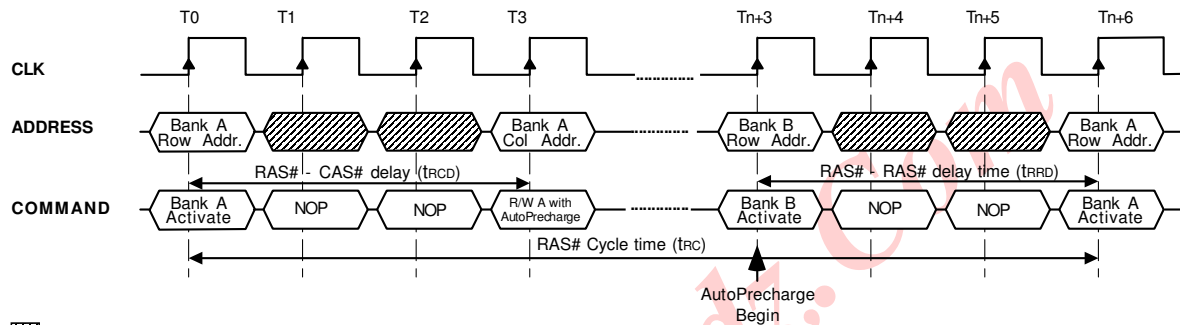 T0 T1 T2 T3 Tn+3 Tn+4 Tn+5 Tn+6
CLK
ADDRESS
Bank A
Row Addr.
Bank A
Col Addr.
Bank B
Row Addr.
Bank A
Row Addr.
RAS# - CAS# delay (tRCD)
RAS# - RAS# delay time (tRRD)
COMMAND
Bank A
Activate
NOP
NOP
R/W A with
AutoPrecharge
Bank B
Activate
NOP
NOP
Bank A
Activate
RAS# Cycle time (tRC)
AutoPrecharge
Begin